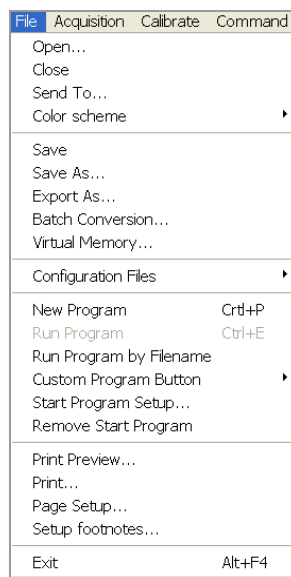 File Acquisition Calibrate Command
Open...
Close
Send To...
Color scheme
Save
Save As...
Export As...
Batch Conversion...
Virtual Memory...
Configuration Files
New Program Crtl+P
Run Program Ctrl+E
Run Program by Filename
Custom Program Button
Start Program Setup...
Remove Start Program
Print Preview...
Print...
Page Setup...
Setup footnotes...
Exit Alt+F4